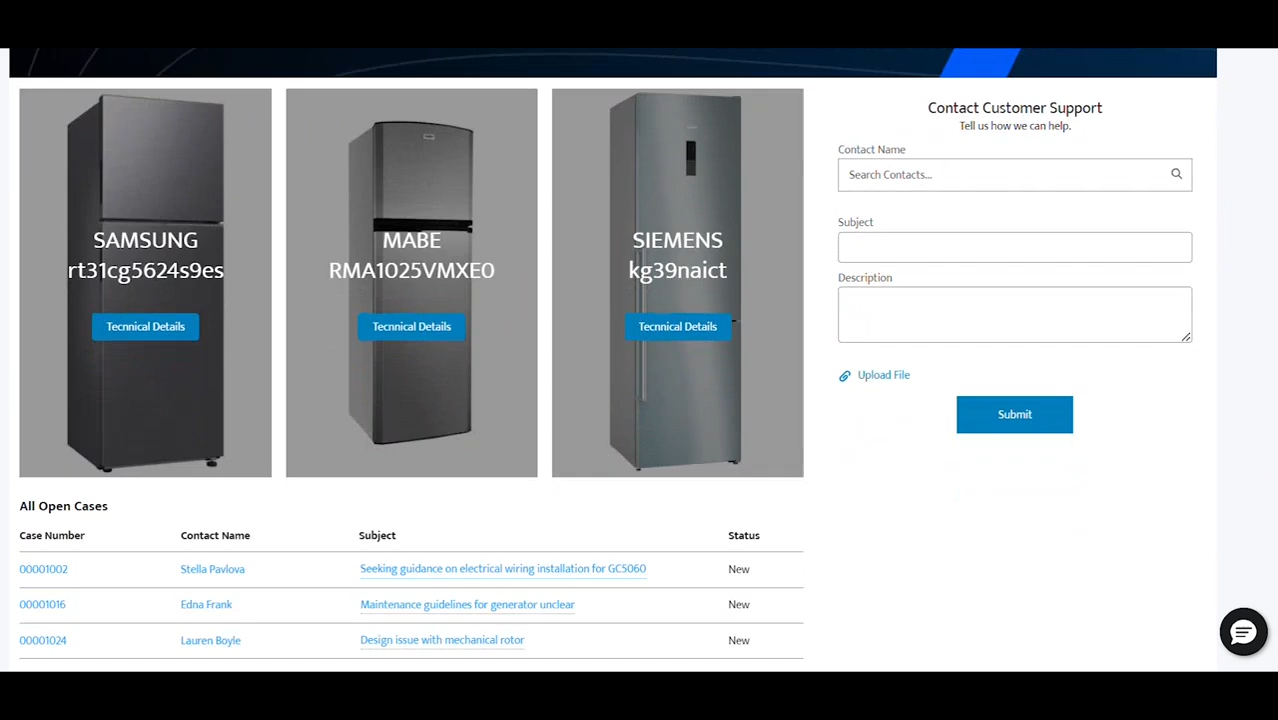 SAMSUNG
rt31cg5624s9es
Tecnnical Details
MABE
RMA1025VMXE0
Tecnnical Details
SIEMENS
kg39naict
Tecnnical Details
Contact Customer Support
Tell us how we can help.
Contact Name
Search Contacts...
Subject
Description
Upload File
Submit
All Open Cases
Case Number Contact Name Subject Status
00001002 Stella Pavlova Seeking guidance on electrical wiring installation for GC5060 New
00001016 Edna Frank Maintenance guidelines for generator unclear New
00001024 Lauren Boyle Design issue with mechanical rotor New